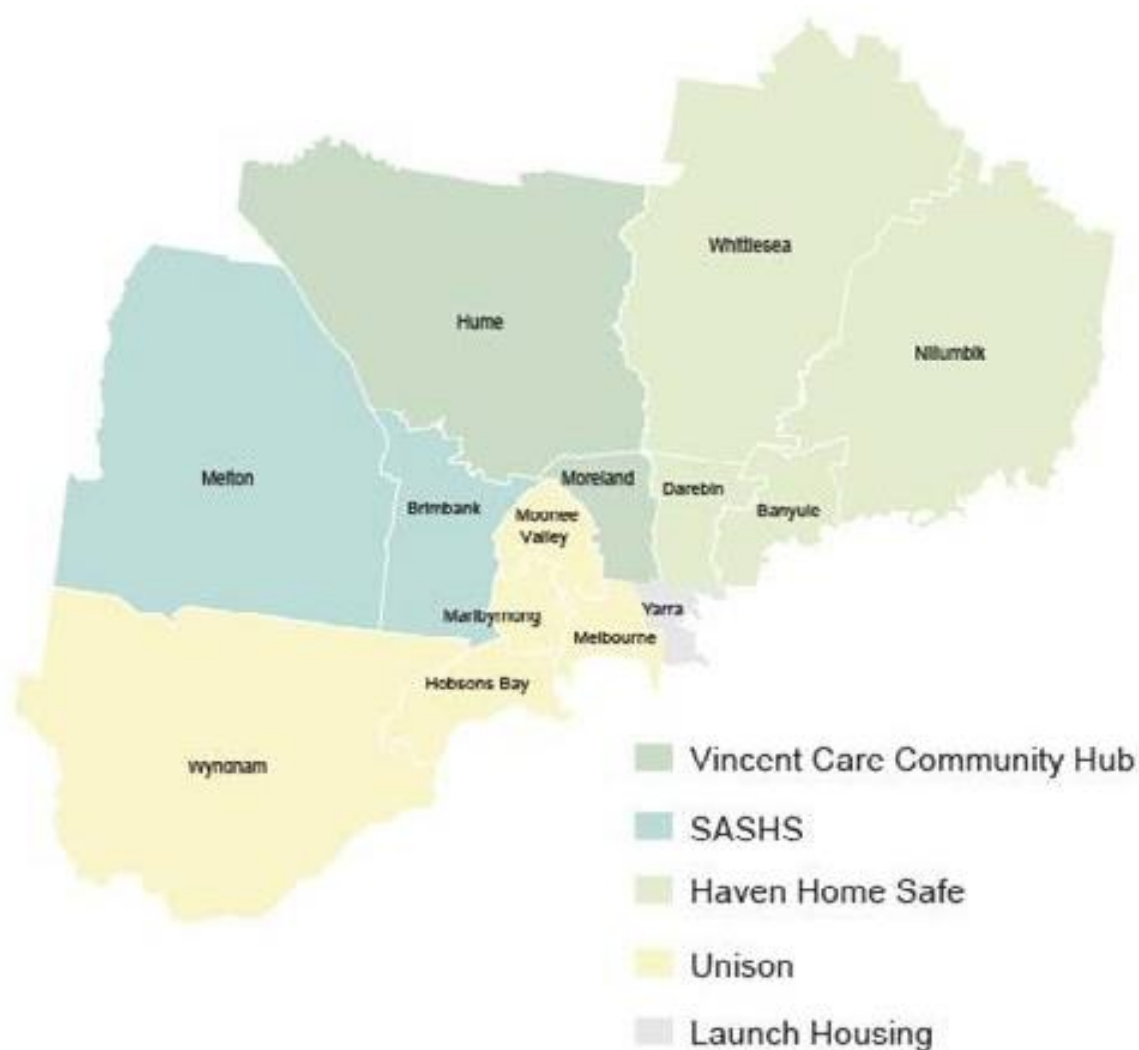 Whittlesea
Hume
Nillumbik
Melton
Moreland
Darebin
Brimbank
Banyule
Moonee
Valley
Yarra
Maribyrnong
Melbourne
Hobsons Bay
Wyndham
Vincent Care Community Hub
SASHS
Haven Home Safe
Unison
Launch Housing